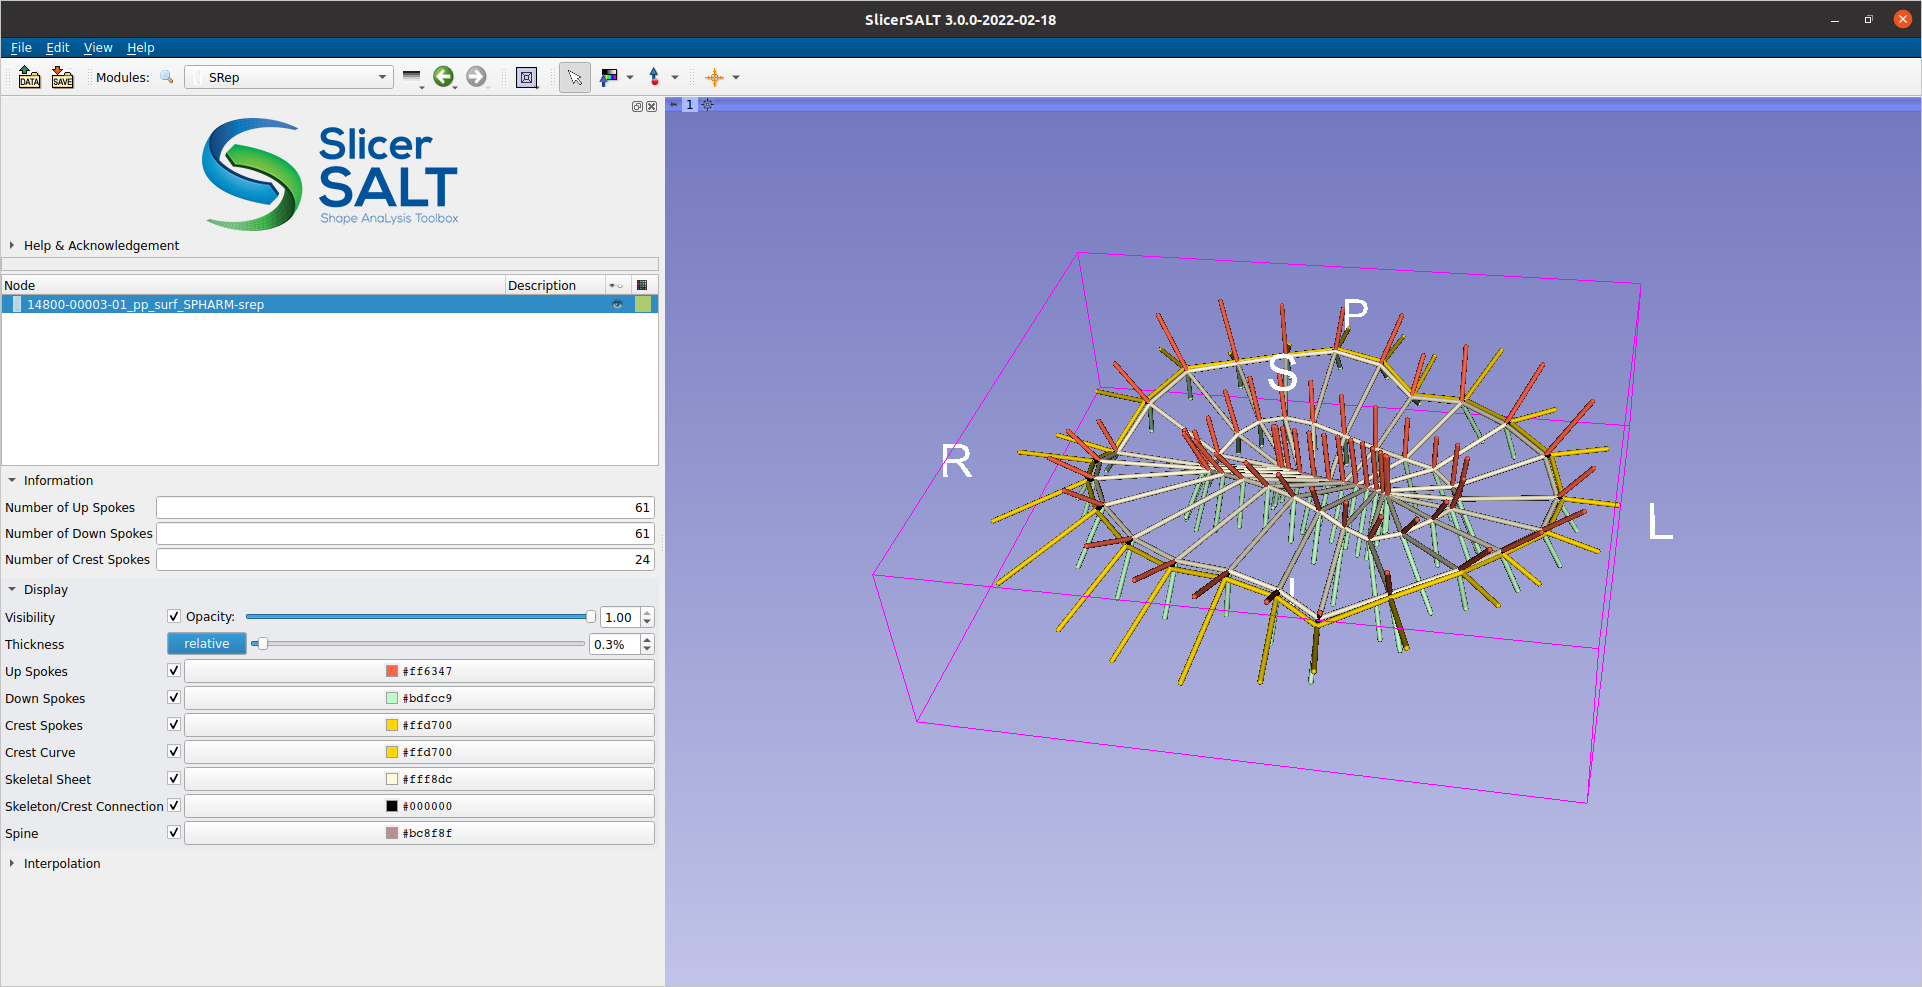 SlicerSALT 3.0.0-2022-02-18
File Edit View Help
DATA SAVE Modules: SRep
1
Slicer
SALT
Shape AnaLysis Toolbox
Help & Acknowledgement
Node Description
14800-00003-01_pp_surf_SPHARM-srep
Information
Number of Up Spokes 61
Number of Down Spokes 61
Number of Crest Spokes 24
Display
Visibility Opacity: 1.00
Thickness relative 0.3%
Up Spokes #ff6347
Down Spokes #bdfcc9
Crest Spokes #ffd700
Crest Curve #ffd700
Skeletal Sheet #fff8dc
Skeleton/Crest Connection #000000
Spine #bc8f8f
Interpolation
P
S
R
L
I